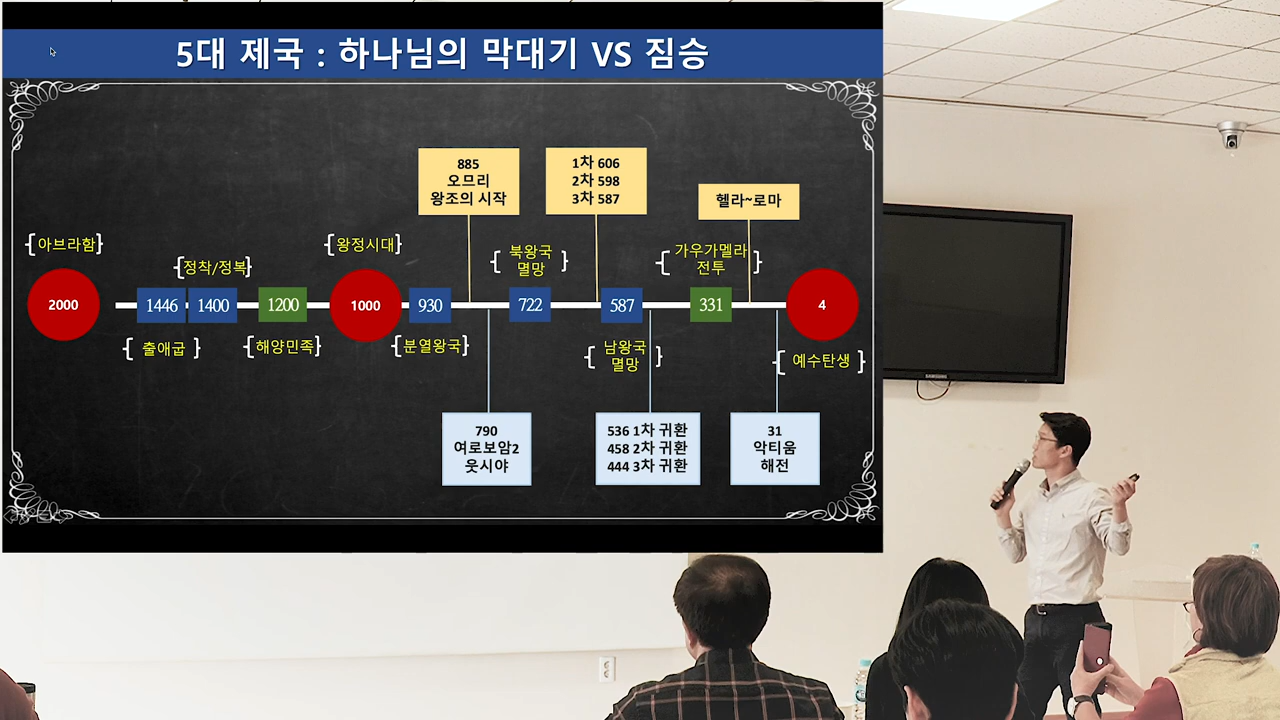 5대 제국 : 하나님의 막대기 VS 짐승
885
오므리
왕조의 시작
1차 606
2차 598
3차 587
헬라~로마
{아브라함}
{정착/정복}
{왕정시대}
{ 북왕국
멸망 }
{ 가우가멜라
전투 }
2000
1446
1400
1200
1000
930
722
587
331
4
{ 출애굽 }
{해양민족}
{분열왕국}
{ 남왕국
멸망 }
{ 예수탄생 }
790
여로보암2
웃시야
536 1차 귀환
458 2차 귀환
444 3차 귀환
31
악티움
해전
SAMSUNG